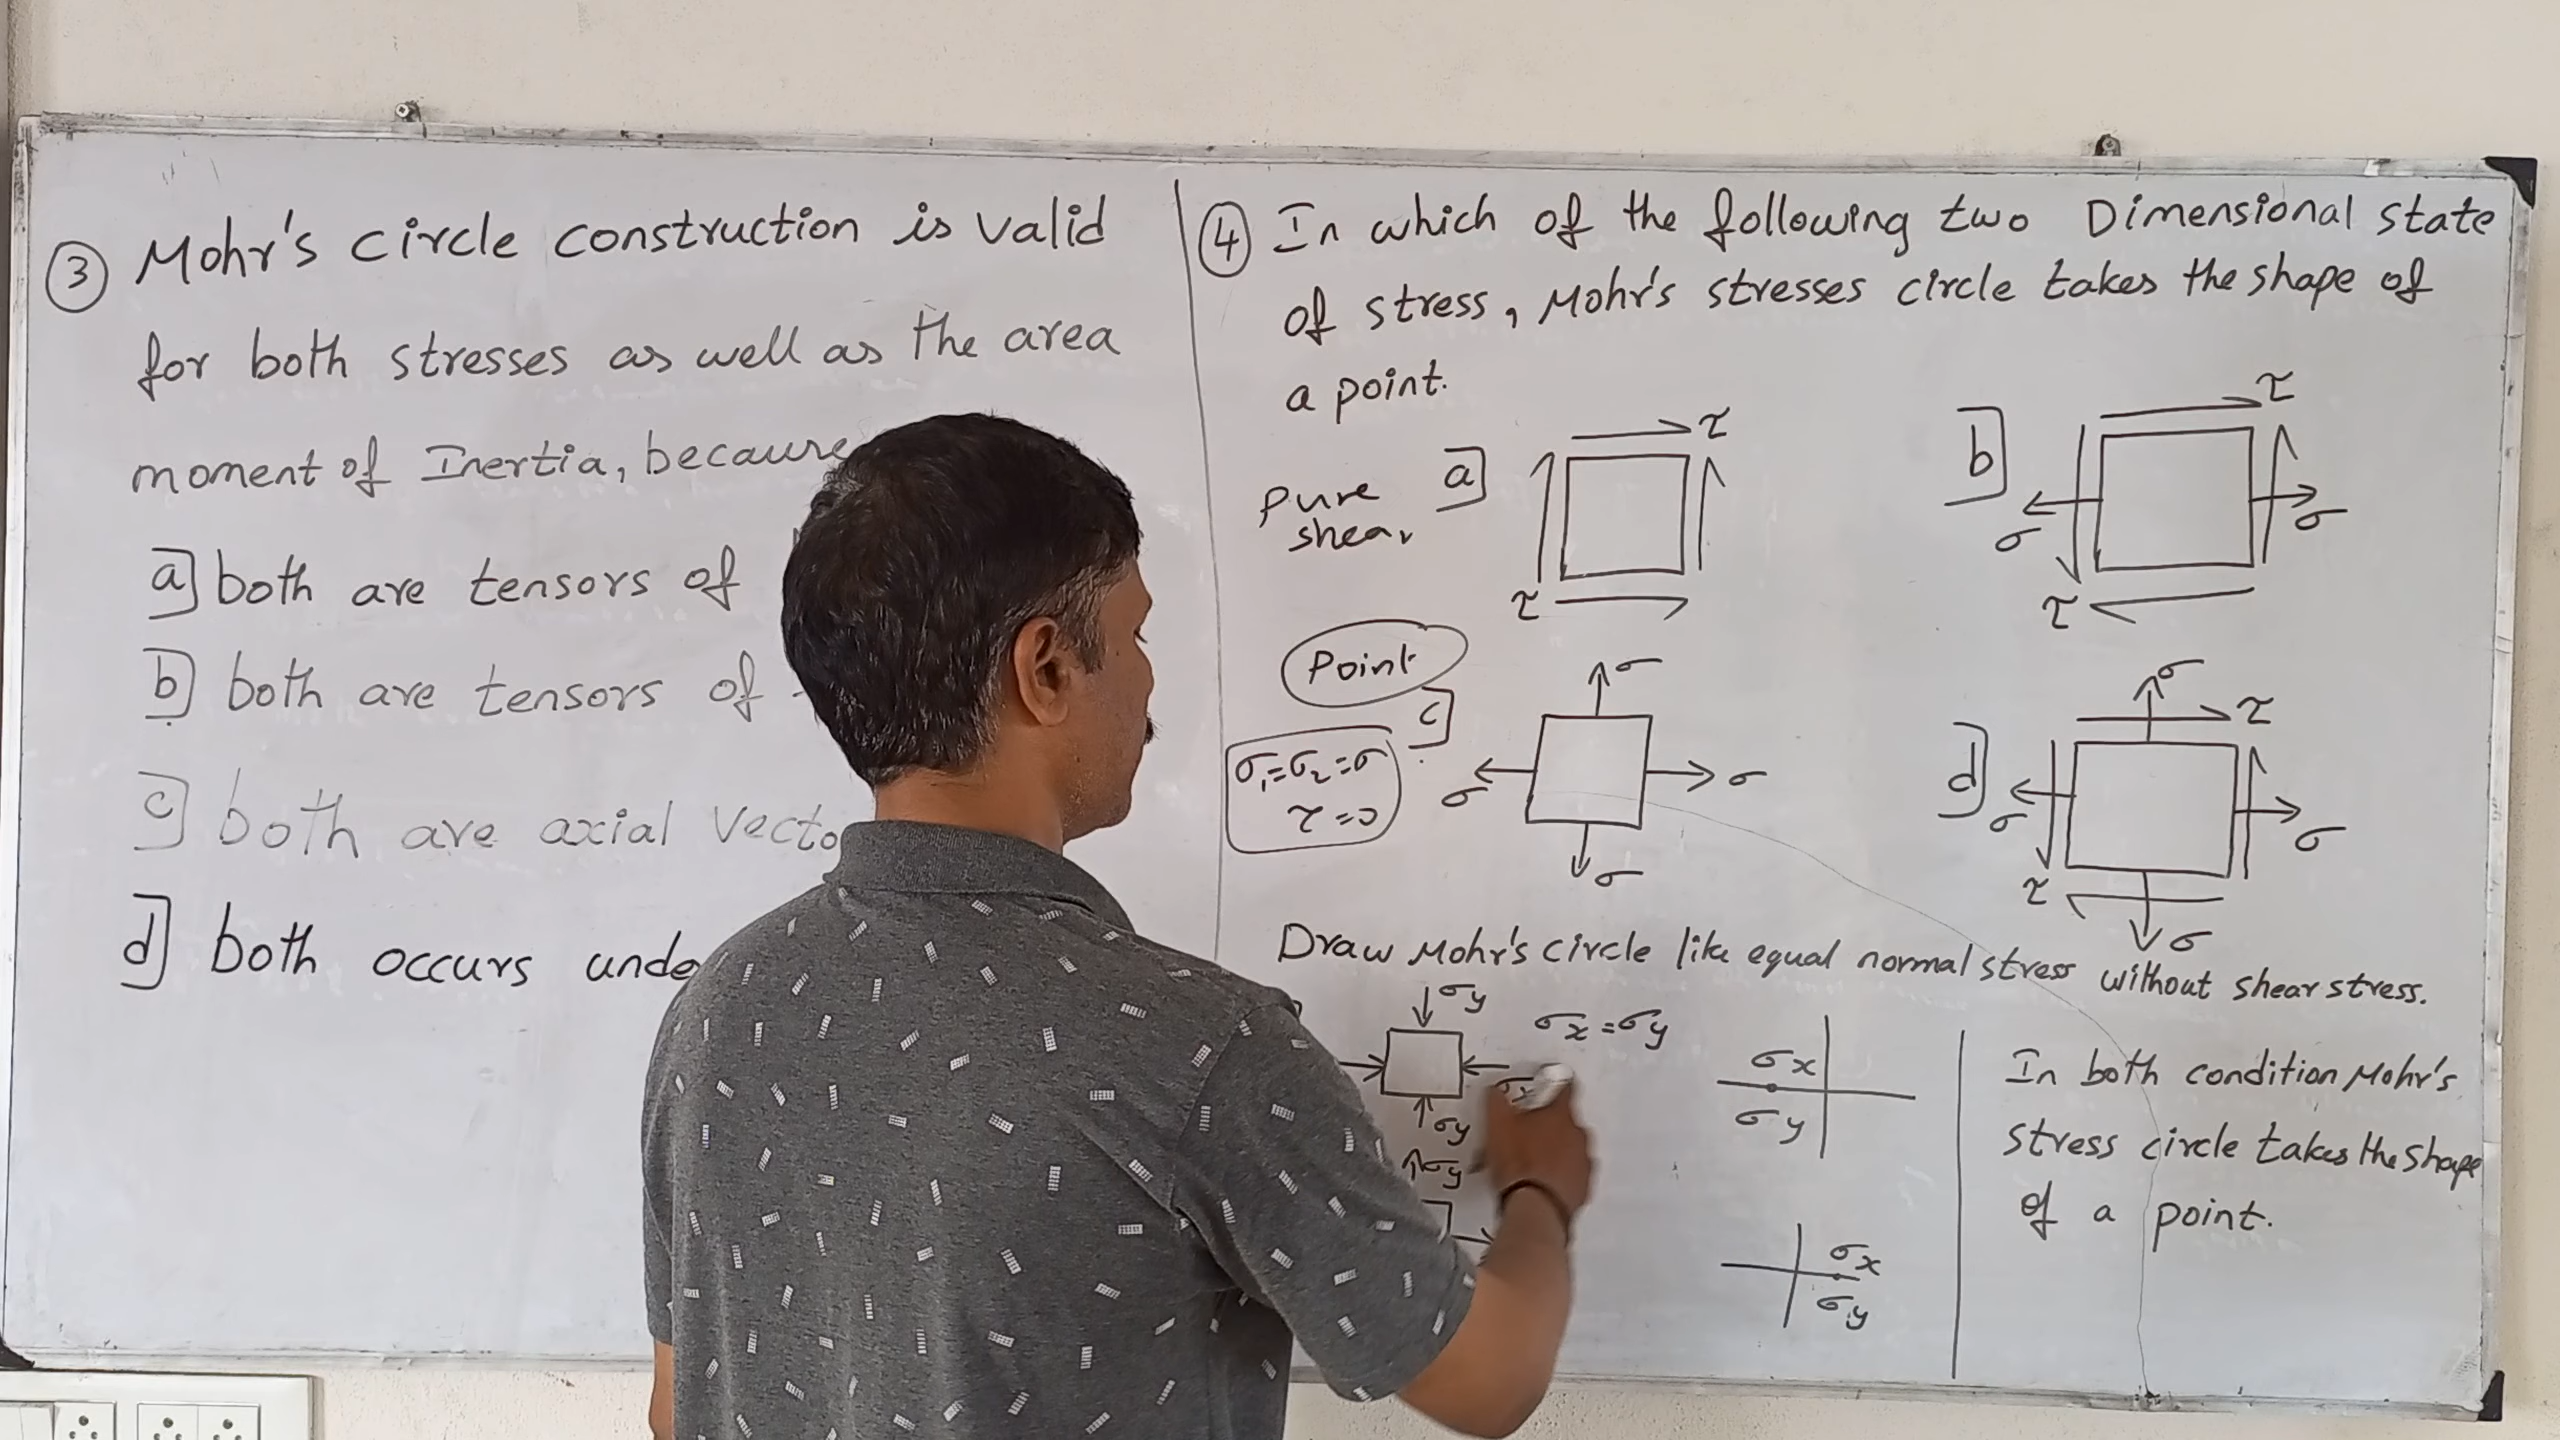 ③ Mohr's circle construction is valid
for both stresses as well as the area
moment of Inertia, because
a] both are tensors of
b] both are tensors of
c] both are axial
d] both occurs
④ In which of the following two Dimensional state
of stress, Mohr's stresses circle takes the shape of
a point.
Pure
shear
a]
τ
τ
b]
τ
σ
σ
τ
Point
c]
σ
σ₁=σ₂=σ
τ=0
σ
σ
σ
d]
σ
τ
σ
σ
τ
σ
Draw Mohr's circle like equal normal stress without shear stress.
σy
σx=σy
σx
σy
σy
σx
σy
σx
σy
In both condition Mohr's
stress circle takes the shape
of a point.